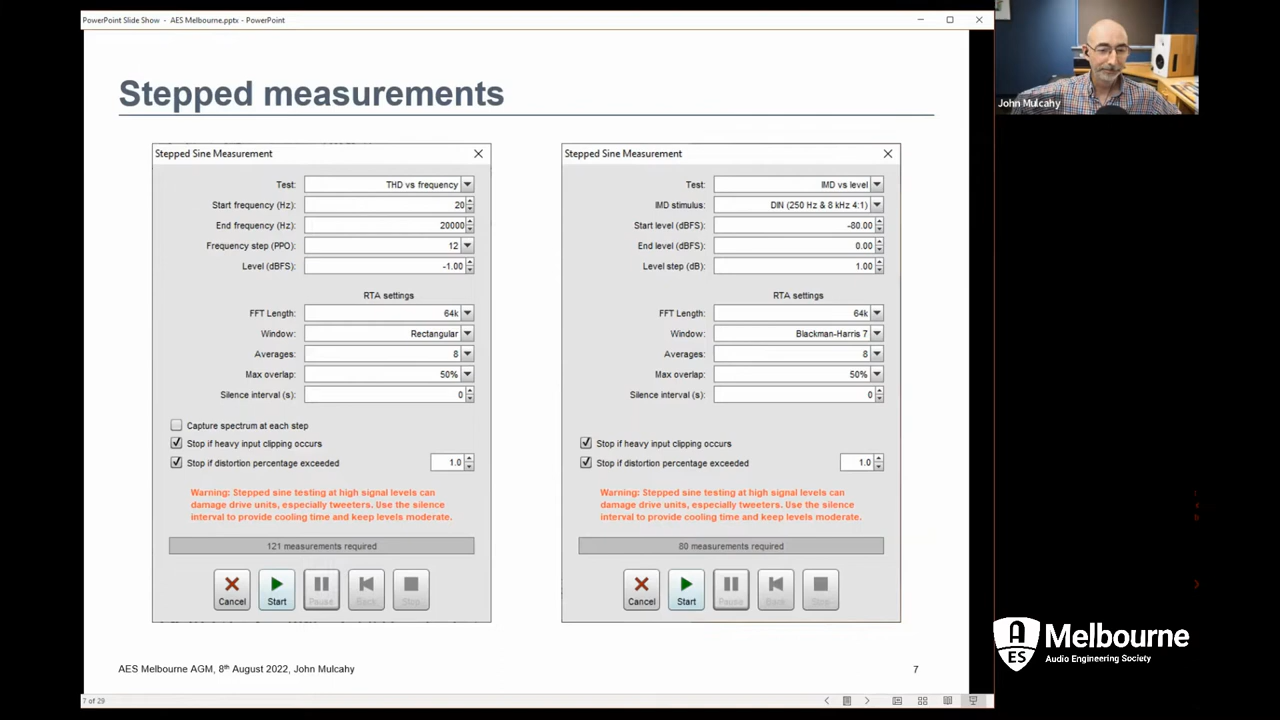 PowerPoint Slide Show - AES Melbourne.pptx - PowerPoint
Stepped measurements
Stepped Sine Measurement
Test: THD vs frequency
Start frequency (Hz): 20
End frequency (Hz): 20000
Frequency step (PPO): 12
Level (dBFS): -1.00
RTA settings
FFT Length: 64k
Window: Rectangular
Averages: 8
Max overlap: 50%
Silence interval (s): 0
Capture spectrum at each step
Stop if heavy input clipping occurs
Stop if distortion percentage exceeded 1.0
Warning: Stepped sine testing at high signal levels can
damage drive units, especially tweeters. Use the silence
interval to provide cooling time and keep levels moderate.
121 measurements required
Cancel Start Pause Back Stop
Stepped Sine Measurement
Test: IMD vs level
IMD stimulus: DIN (250 Hz & 8 kHz 4:1)
Start level (dBFS): -80.00
End level (dBFS): 0.00
Level step (dB): 1.00
RTA settings
FFT Length: 64k
Window: Blackman-Harris 7
Averages: 8
Max overlap: 50%
Silence interval (s): 0
Stop if heavy input clipping occurs
Stop if distortion percentage exceeded 1.0
Warning: Stepped sine testing at high signal levels can
damage drive units, especially tweeters. Use the silence
interval to provide cooling time and keep levels moderate.
80 measurements required
Cancel Start Pause Back Stop
AES Melbourne AGM, 8th August 2022, John Mulcahy
7
7 of 29
John Mulcahy
AES
Melbourne
Audio Engineering Society